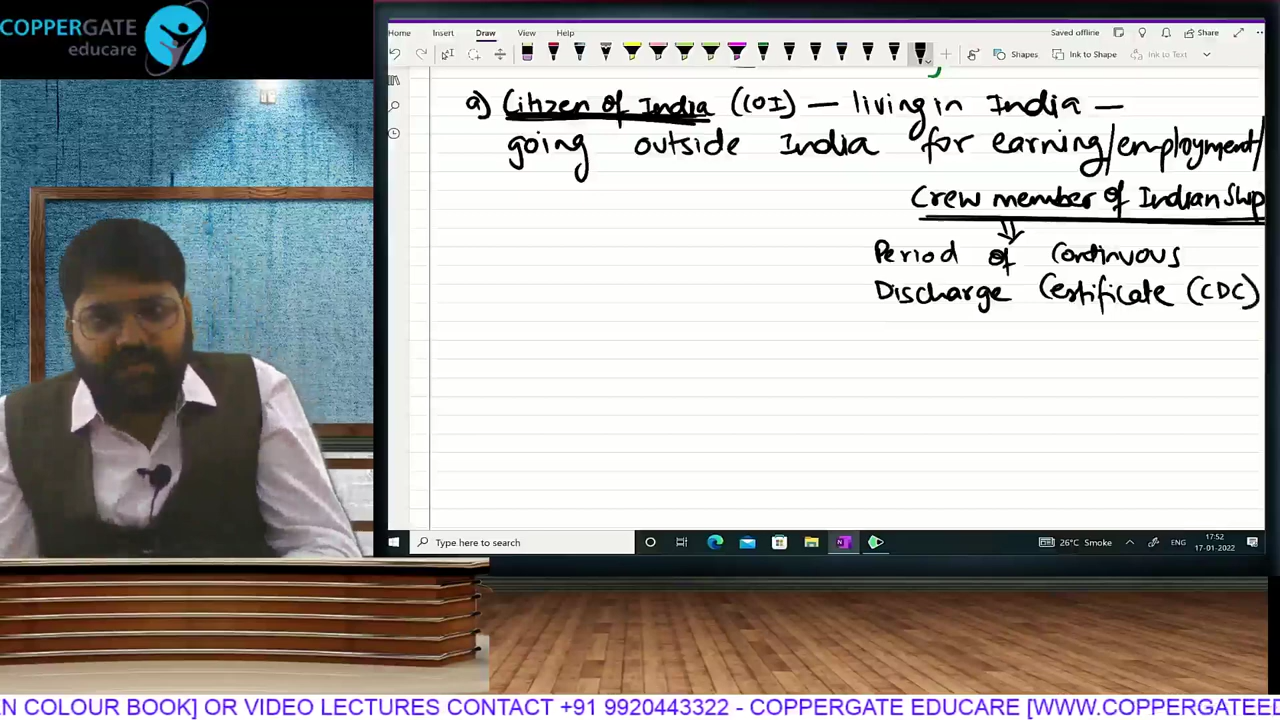 COPPERGATE
educare
Home Insert Draw View Help
Saved offline
Share
Shapes
Ink to Shape
Ink to Text
a) Citizen of India (COI) — living in India —
going outside India for earning/employment/
Crew member of Indian Ship
⇓
Period of Continuous
Discharge Certificate (CDC)
Type here to search
26°C Smoke
ENG
17:52
17-01-2022
N COLOUR BOOK] OR VIDEO LECTURES CONTACT +91 9920443322 - COPPERGATE EDUCARE [WWW.COPPERGATEE